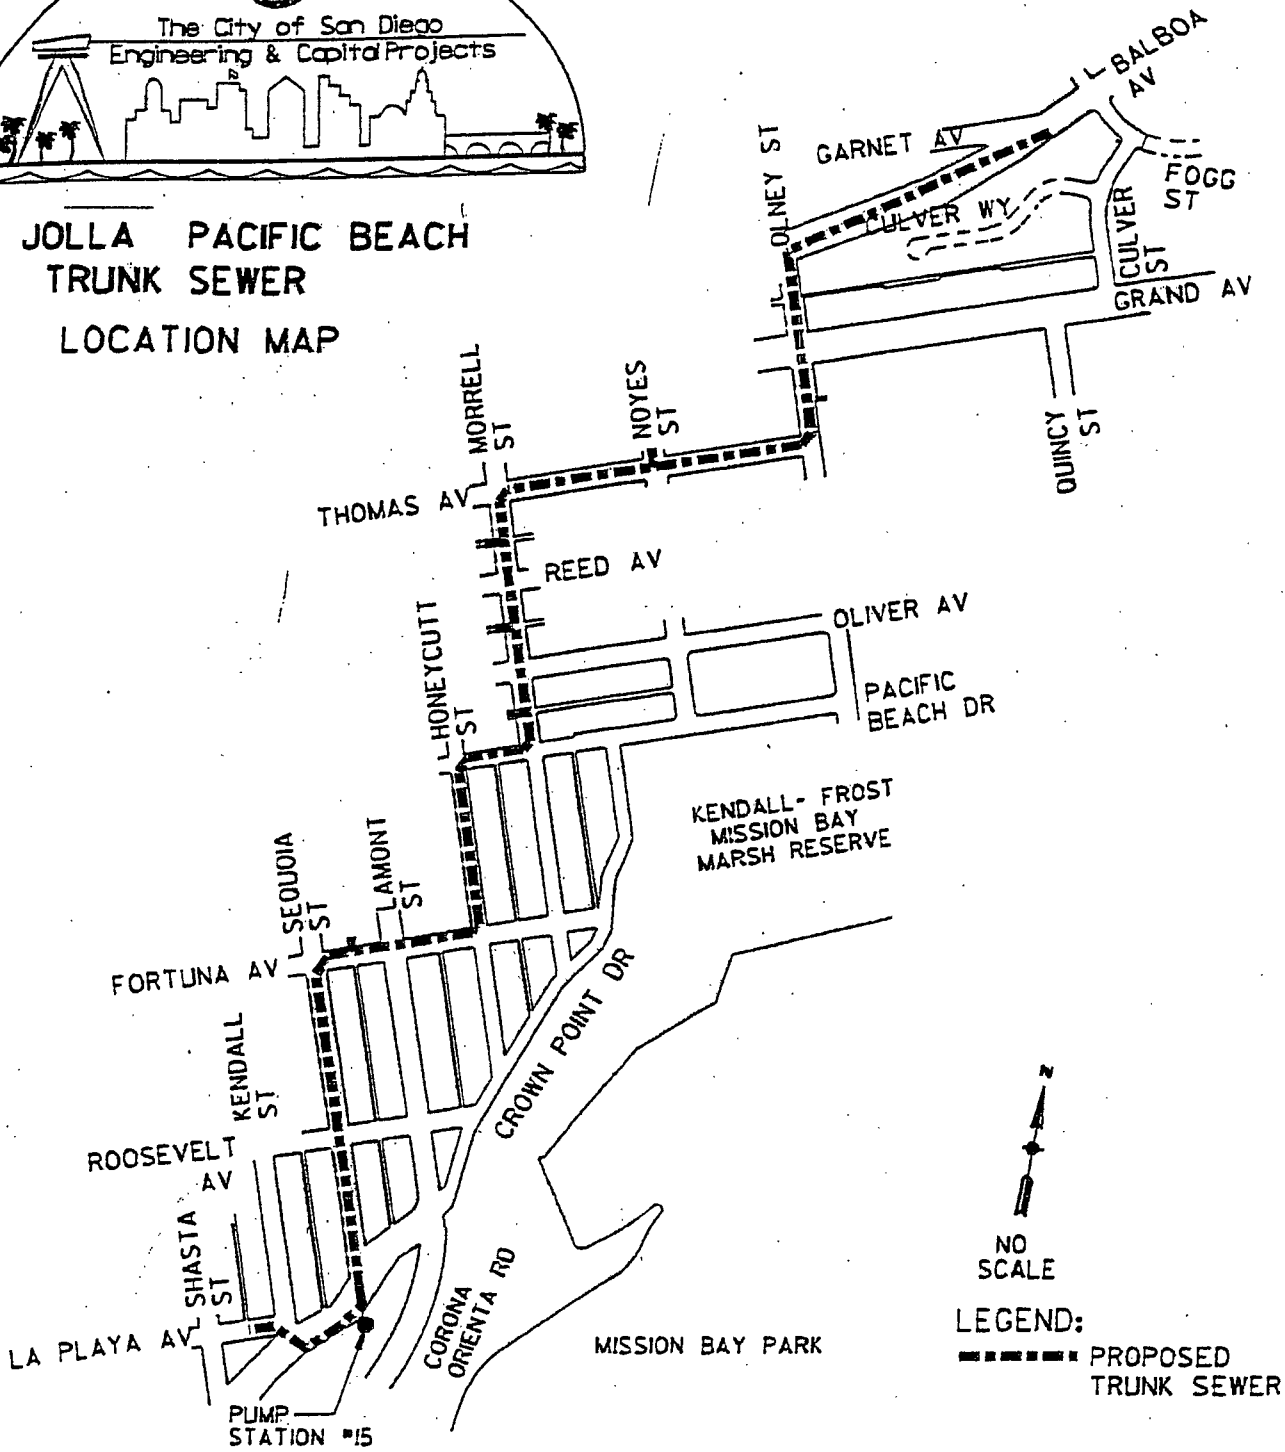 The City of San Diego
Engineering & Capital Projects
JOLLA PACIFIC BEACH
TRUNK SEWER
LOCATION MAP
BALBOA
AV
GARNET AV
OLNEY ST
CULVER WY
FOGG
ST
CULVER
ST
GRAND AV
QUINCY
ST
MORRELL
ST
NOYES
ST
THOMAS AV
REED AV
HONEYCUTT
ST
OLIVER AV
PACIFIC
BEACH DR
KENDALL- FROST
MISSION BAY
MARSH RESERVE
SEQUOIA
ST
LAMONT
ST
FORTUNA AV
CROWN POINT DR
KENDALL
ST
ROOSEVELT
AV
SHASTA
ST
LA PLAYA AV
CORONA
ORIENTA RD
MISSION BAY PARK
PUMP
STATION #15
N
NO
SCALE
LEGEND:
PROPOSED
TRUNK SEWER